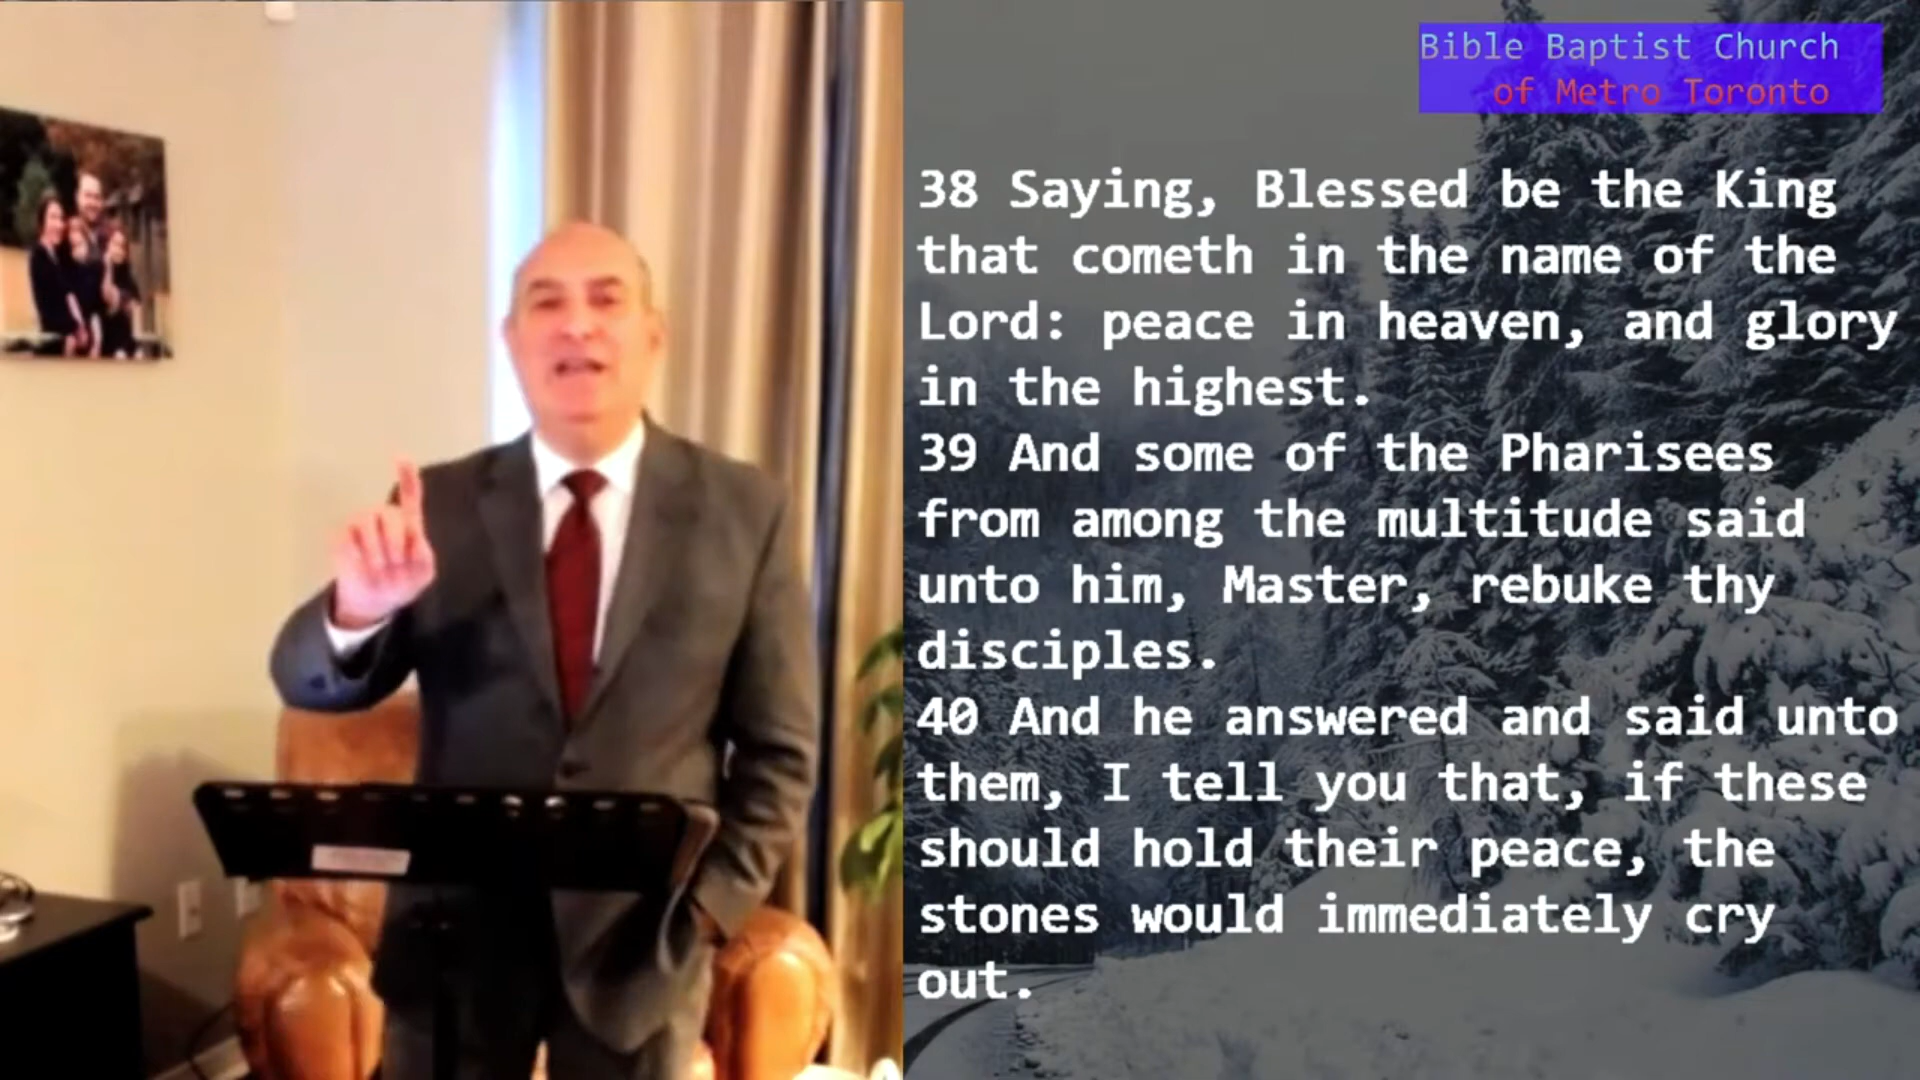 Bible Baptist Church
of Metro Toronto
38 Saying, Blessed be the King
that cometh in the name of the
Lord: peace in heaven, and glory
in the highest.
39 And some of the Pharisees
from among the multitude said
unto him, Master, rebuke thy
disciples.
40 And he answered and said unto
them, I tell you that, if these
should hold their peace, the
stones would immediately cry
out.